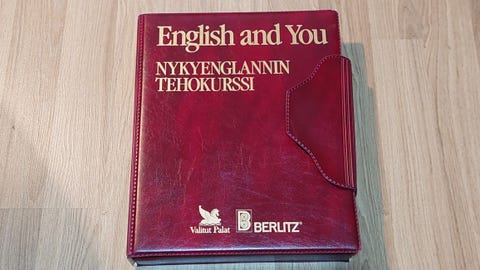 English and You
NYKYENGLANNIN
TEHOKURSSI
Valitut Palat
B BERLITZ®